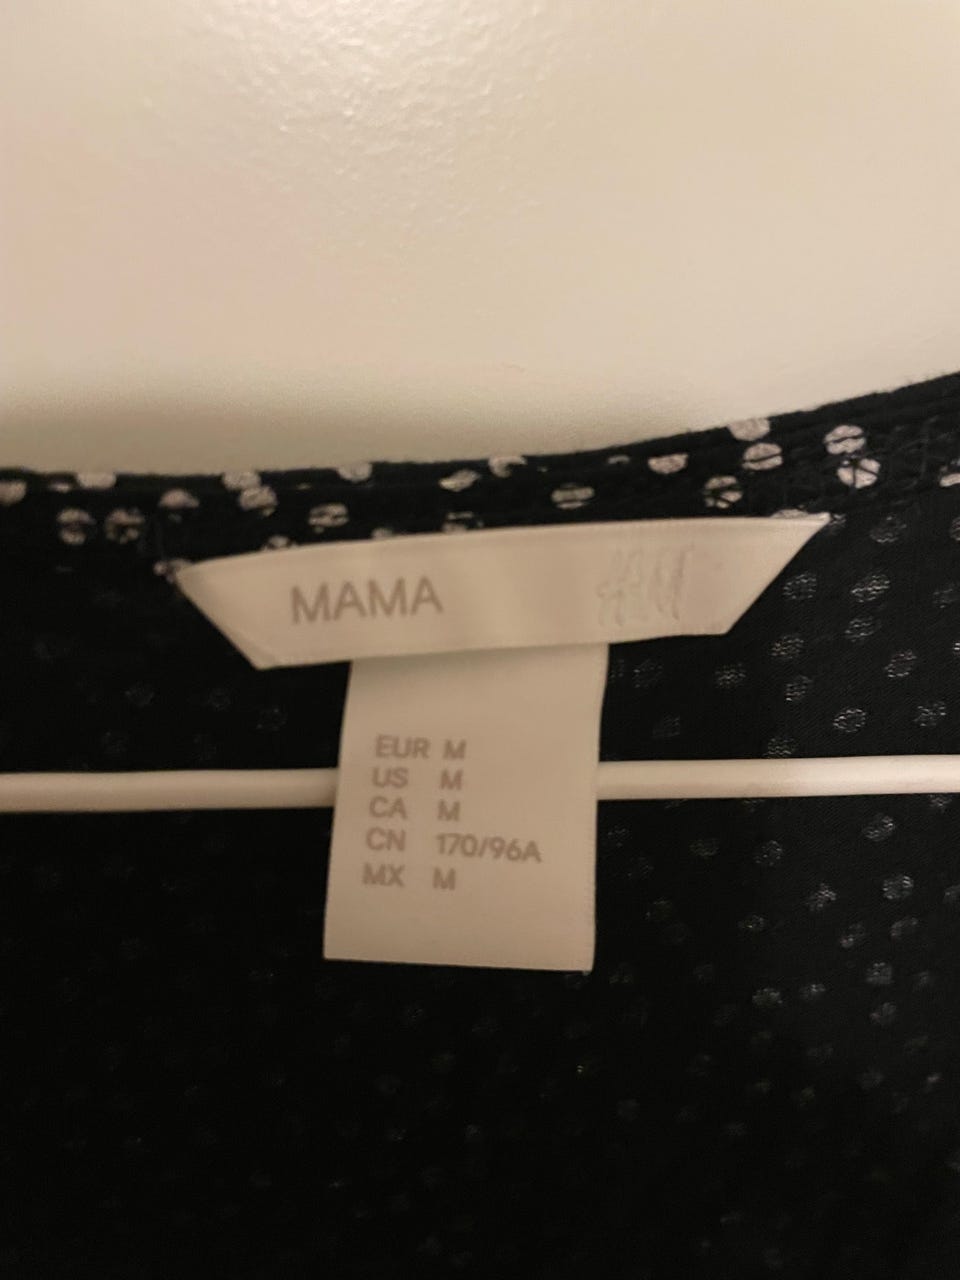 MAMA H&M
EUR M
US M
CA M
CN 170/96A
MX M